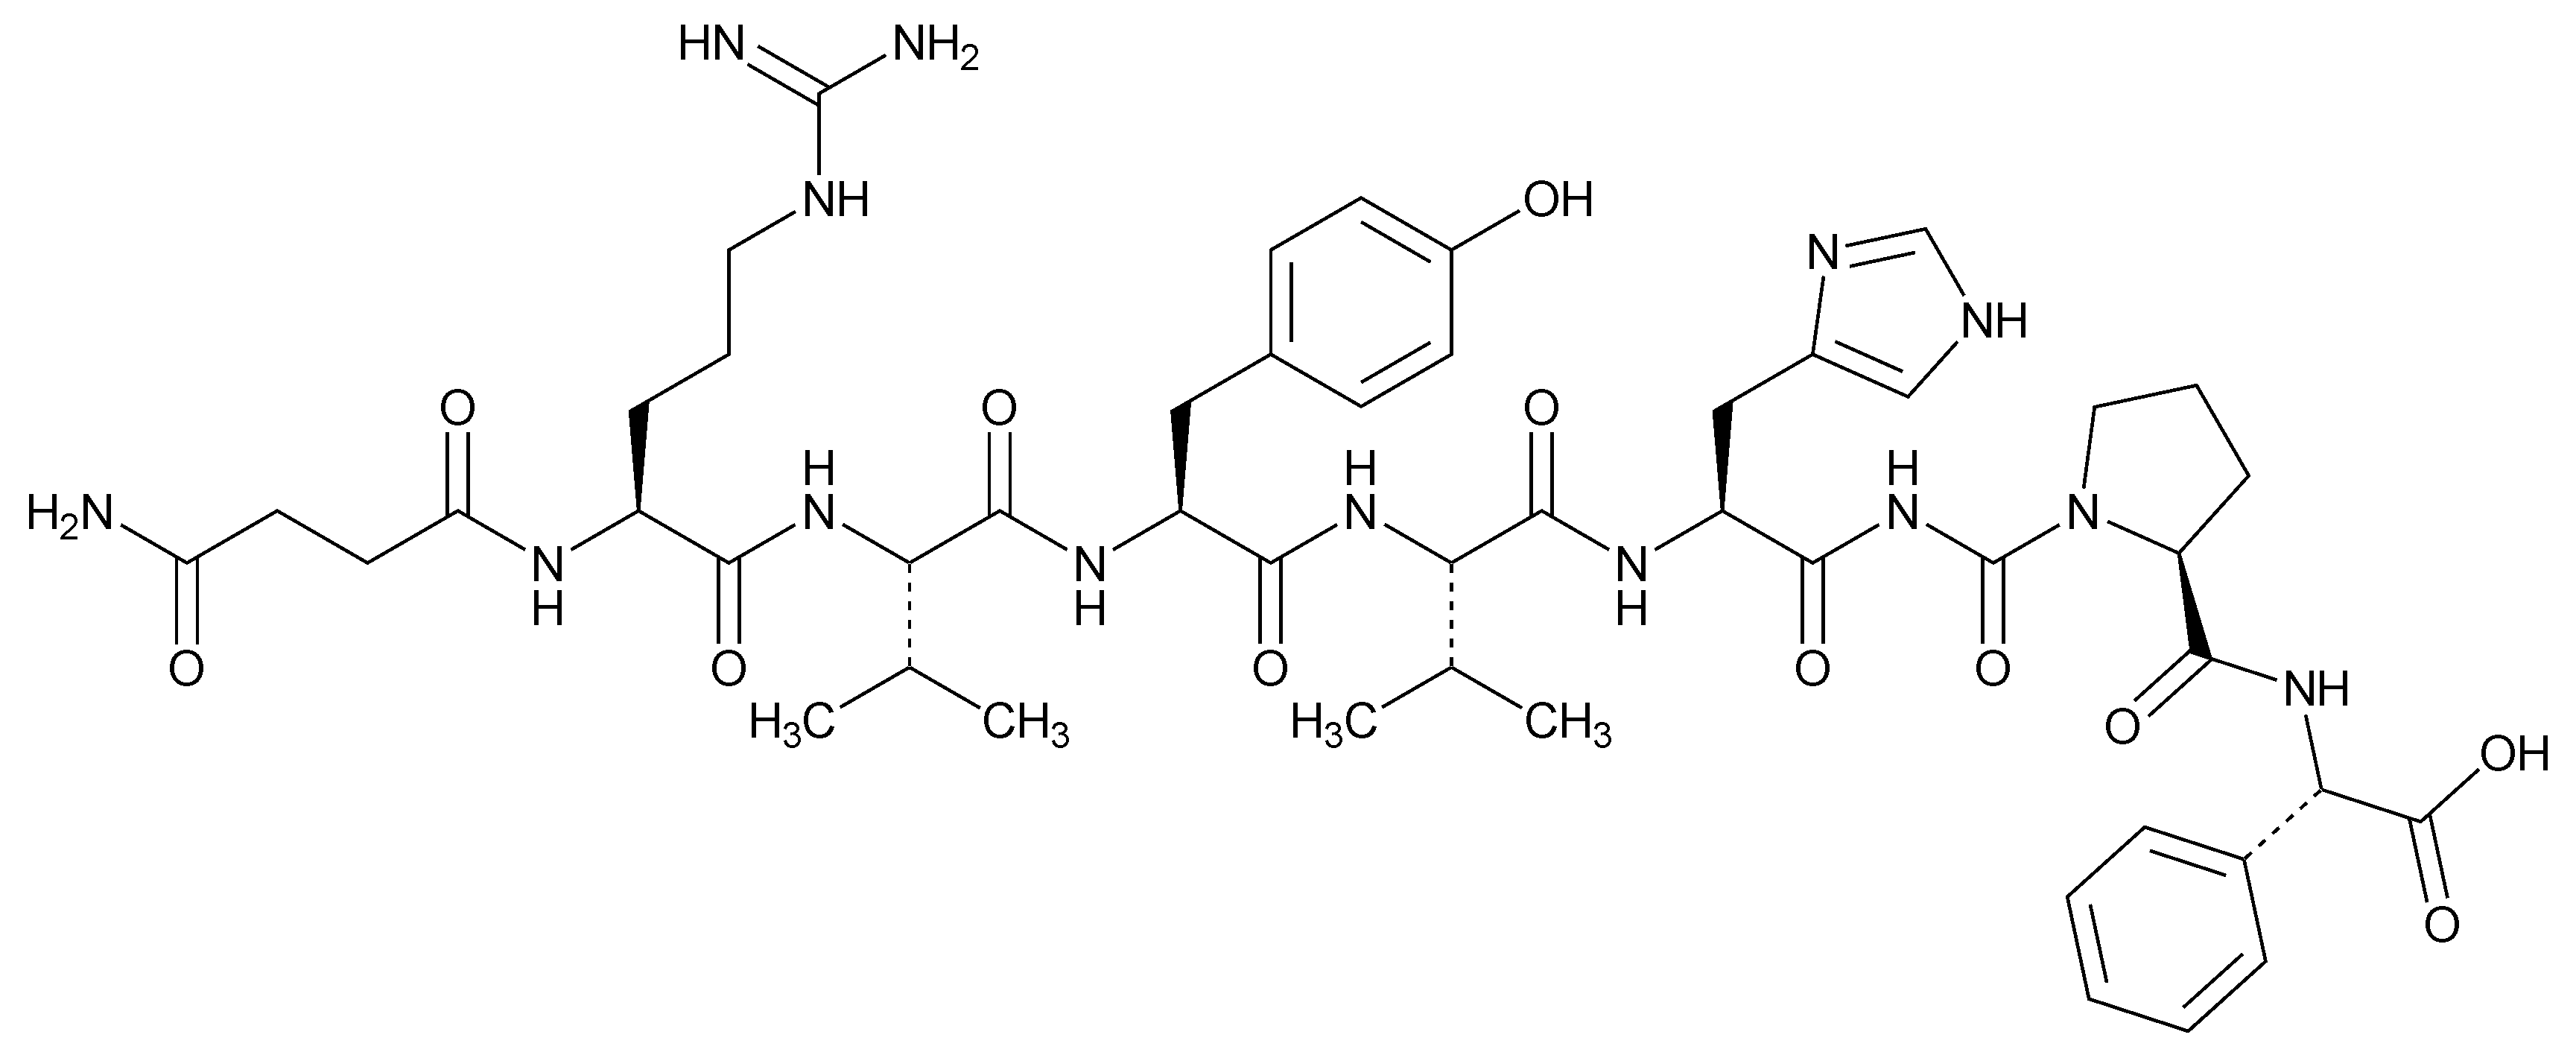 HN NH₂
NH OH
N
NH
O O O
H H H
H₂N N N N N
N N N
H H H
O O O O O
NH
H₃C CH₃ H₃C CH₃ O
OH
O